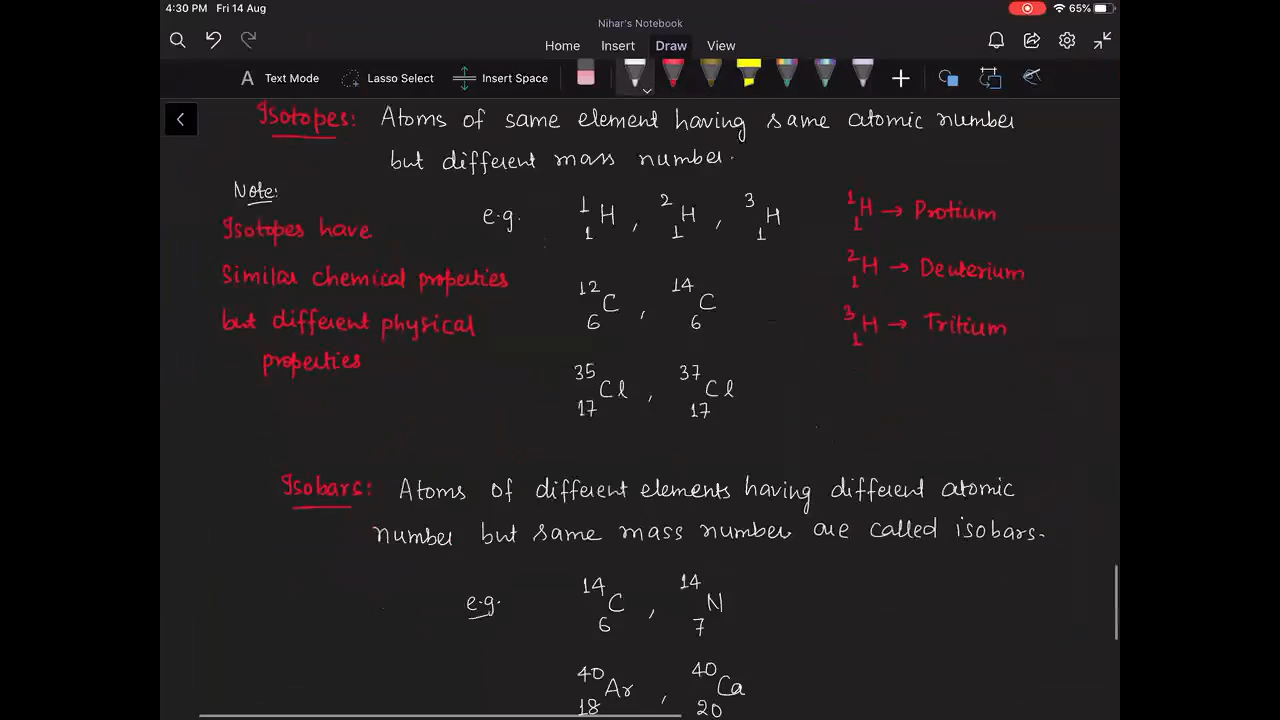 4:30 PM Fri 14 Aug
65%
Nihar's Notebook
Home Insert Draw View
Text Mode Lasso Select Insert Space
Isotopes: Atoms of same element having same atomic number
but different mass number.
Note:
Isotopes have
Similar chemical properties
but different physical
properties
e.g. ¹₁H , ²₁H , ³₁H
¹²₆C , ¹⁴₆C
³⁵₁₇Cl , ³⁷₁₇Cl
¹₁H → Protium
²₁H → Deuterium
³₁H → Tritium
Isobars: Atoms of different elements having different atomic
number but same mass number are called isobars.
e.g. ¹⁴₆C , ¹⁴₇N
⁴⁰₁₈Ar , ⁴⁰₂₀Ca